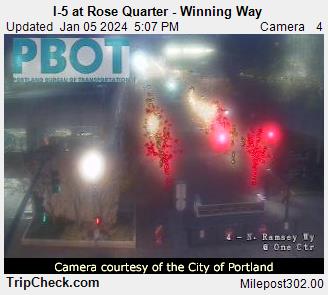 I-5 at Rose Quarter - Winning Way
Updated Jan 05 2024 5:07 PM Camera 4
PBOT
PORTLAND BUREAU OF TRANSPORTATION
4 - N. Ramsey Wy
@ One Ctr
Camera courtesy of the City of Portland
TripCheck.com Milepost302.00